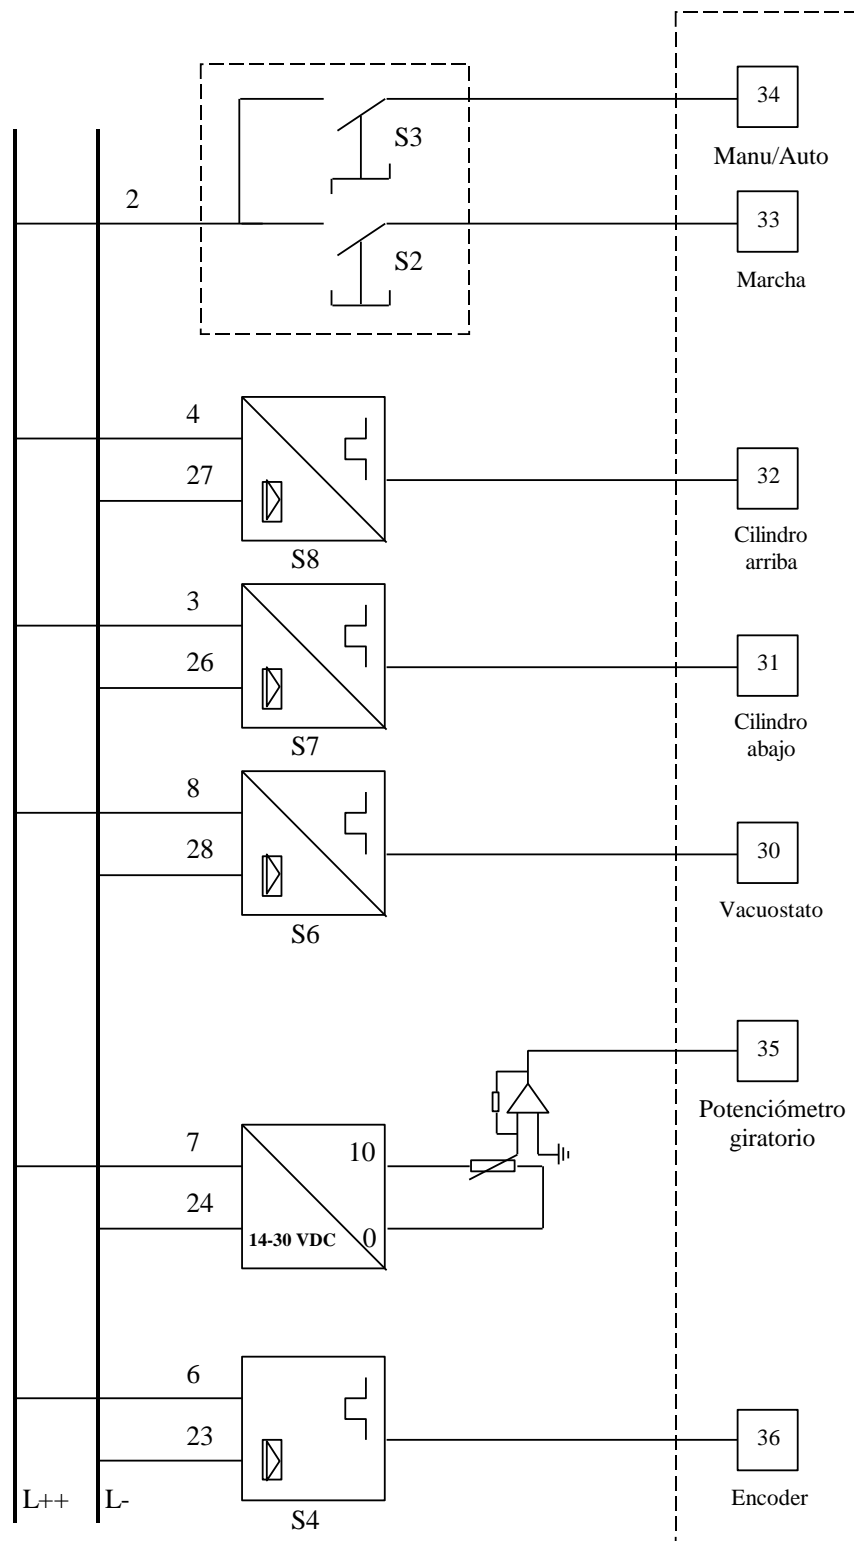 34
S3
Manu/Auto
2
33
S2
Marcha
4
27
32
S8
Cilindro
arriba
3
26
31
S7
Cilindro
abajo
8
28
30
S6
Vacuostato
35
Potenciómetro
giratorio
7
10
24
14-30 VDC
0
6
23
36
L++
L-
S4
Encoder